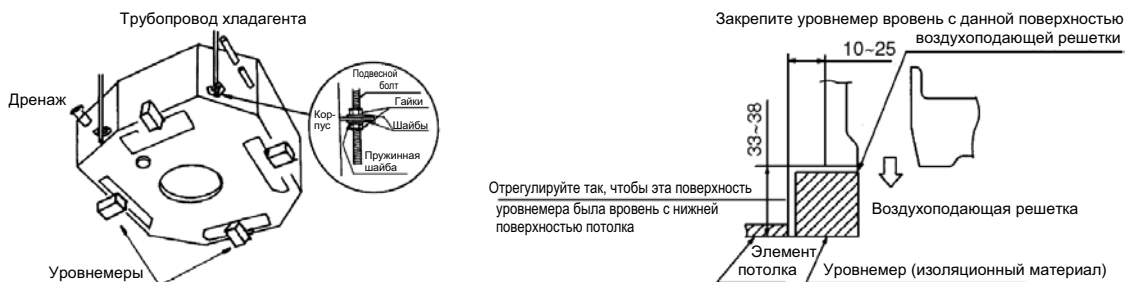 Трубопровод хладагента
Дренаж
Подвесной
болт
Гайки
Кор-
пус
Шайбы
Пружинная
шайба
Уровнемеры
Закрепите уровнемер вровень с данной поверхностью
воздухоподающей решетки
10~25
33~38
Отрегулируйте так, чтобы эта поверхность
уровнемера была вровень с нижней
поверхностью потолка
Воздухоподающая решетка
Элемент
потолка
Уровнемер (изоляционный материал)